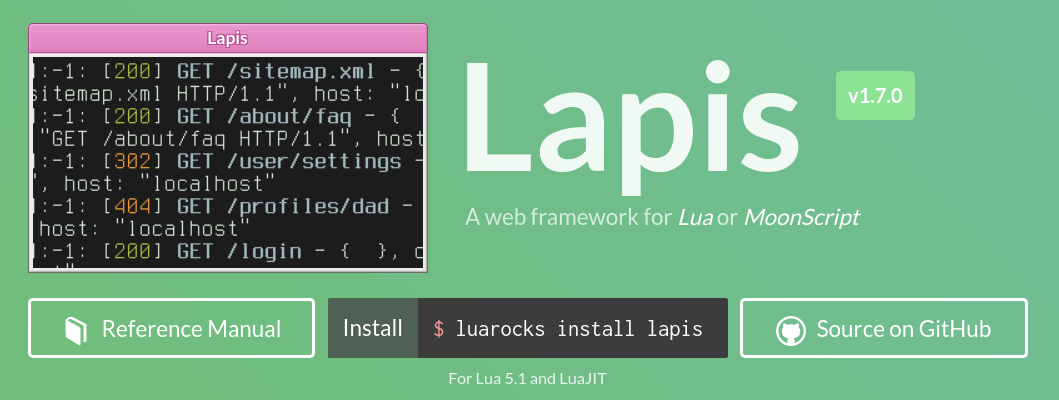 Lapis
]:-1: [200] GET /sitemap.xml - {
sitemap.xml HTTP/1.1", host: "lo
]:-1: [200] GET /about/faq - {
"GET /about/faq HTTP/1.1", host
]:-1: [302] GET /user/settings -
", host: "localhost"
]:-1: [404] GET /profiles/dad -
host: "localhost"
]:-1: [200] GET /login - {  }, c
Lapis
v1.7.0
A web framework for Lua or MoonScript
Reference Manual
Install
$ luarocks install lapis
Source on GitHub
For Lua 5.1 and LuaJIT